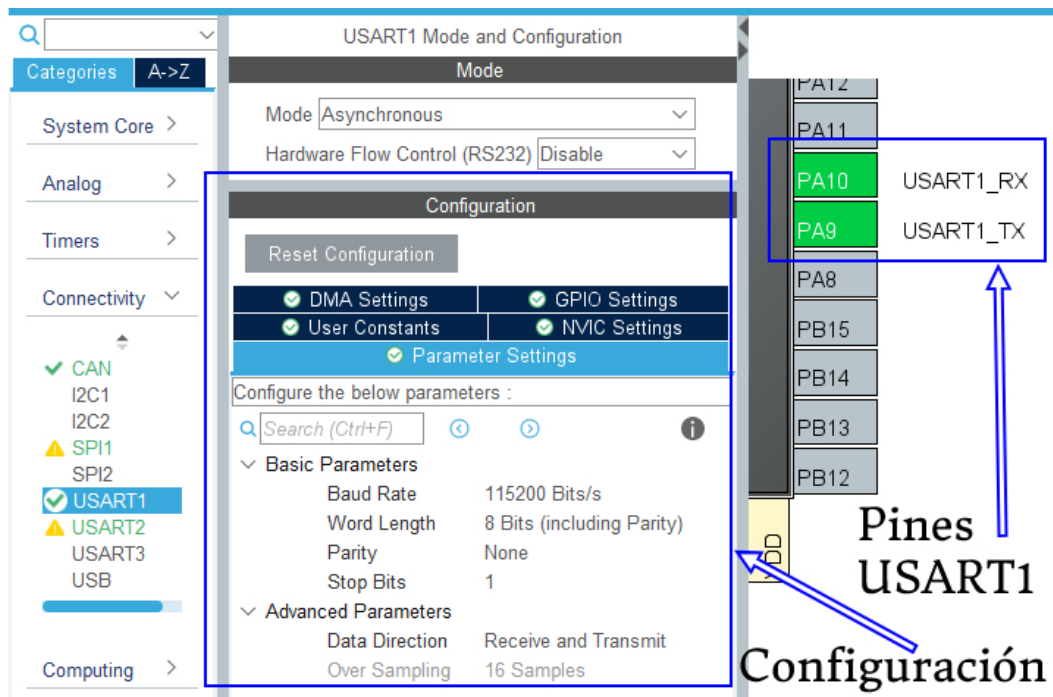 USART1 Mode and Configuration
Categories A->Z
Mode
System Core >
Mode Asynchronous
Hardware Flow Control (RS232) Disable
Analog >
Configuration
Timers >
Reset Configuration
Connectivity
DMA Settings GPIO Settings
User Constants NVIC Settings
Parameter Settings
CAN
I2C1
I2C2
SPI1
SPI2
USART1
USART2
USART3
USB
Computing >
Configure the below parameters :
Search (Ctrl+F)
Basic Parameters
Baud Rate 115200 Bits/s
Word Length 8 Bits (including Parity)
Parity None
Stop Bits 1
Advanced Parameters
Data Direction Receive and Transmit
Over Sampling 16 Samples
PA12
PA11
PA10 USART1_RX
PA9 USART1_TX
PA8
PB15
PB14
PB13
PB12
VDD
Pines
USART1
Configuración